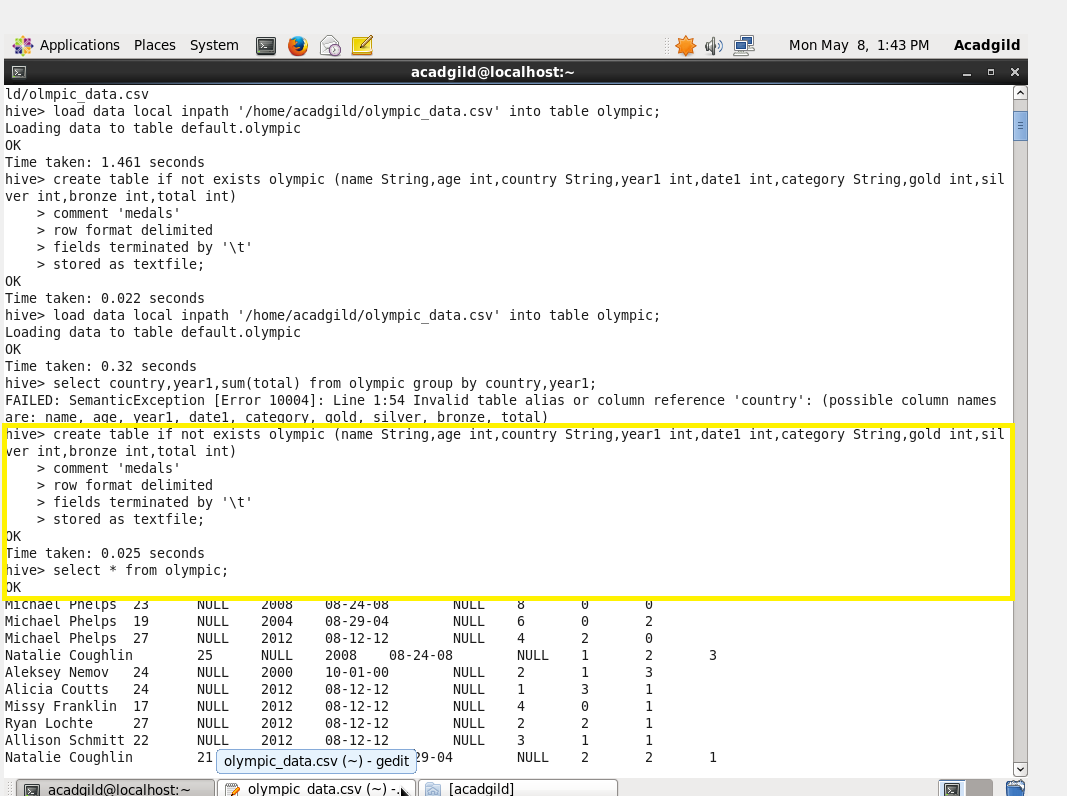 Applications Places System Mon May 8, 1:43 PM Acadgild
acadgild@localhost:~
ld/olmpic_data.csv
hive> load data local inpath '/home/acadgild/olympic_data.csv' into table olympic;
Loading data to table default.olympic
OK
Time taken: 1.461 seconds
hive> create table if not exists olympic (name String,age int,country String,year1 int,date1 int,category String,gold int,sil
ver int,bronze int,total int)
> comment 'medals'
> row format delimited
> fields terminated by '\t'
> stored as textfile;
OK
Time taken: 0.022 seconds
hive> load data local inpath '/home/acadgild/olympic_data.csv' into table olympic;
Loading data to table default.olympic
OK
Time taken: 0.32 seconds
hive> select country,year1,sum(total) from olympic group by country,year1;
FAILED: SemanticException [Error 10004]: Line 1:54 Invalid table alias or column reference 'country': (possible column names
are: name, age, year1, date1, category, gold, silver, bronze, total)
hive> create table if not exists olympic (name String,age int,country String,year1 int,date1 int,category String,gold int,sil
ver int,bronze int,total int)
> comment 'medals'
> row format delimited
> fields terminated by '\t'
> stored as textfile;
OK
Time taken: 0.025 seconds
hive> select * from olympic;
OK
Michael Phelps 23 NULL 2008 08-24-08 NULL 8 0 0
Michael Phelps 19 NULL 2004 08-29-04 NULL 6 0 2
Michael Phelps 27 NULL 2012 08-12-12 NULL 4 2 0
Natalie Coughlin 25 NULL 2008 08-24-08 NULL 1 2 3
Aleksey Nemov 24 NULL 2000 10-01-00 NULL 2 1 3
Alicia Coutts 24 NULL 2012 08-12-12 NULL 1 3 1
Missy Franklin 17 NULL 2012 08-12-12 NULL 4 0 1
Ryan Lochte 27 NULL 2012 08-12-12 NULL 2 2 1
Allison Schmitt 22 NULL 2012 08-12-12 NULL 3 1 1
Natalie Coughlin 21 29-04 NULL 2 2 1
olympic_data.csv (~) - gedit
acadgild@localhost:~ olympic_data.csv (~) -. [acadgild]